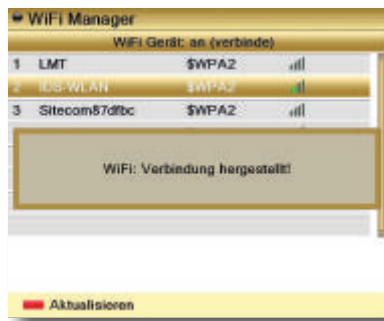 WiFi Manager
WiFi Gerät: an (verbinde)
1 LMT $WPA2
2 IDS-WLAN $WPA2
3 Sitecom87dfbc $WPA2
WiFi: Verbindung hergestellt!
Aktualisieren